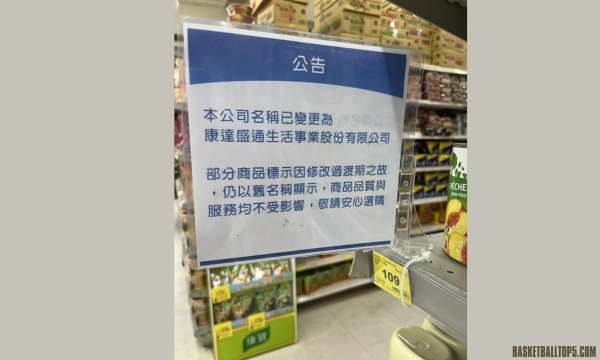 公告
本公司名稱已變更為
康達盛通生活事業股份有限公司
部分商品標示因修改過渡期之故
，仍以舊名稱顯示，商品品質與
服務均不受影響，敬請安心選購
109
康寶
BASKETBALLTOP5.COM